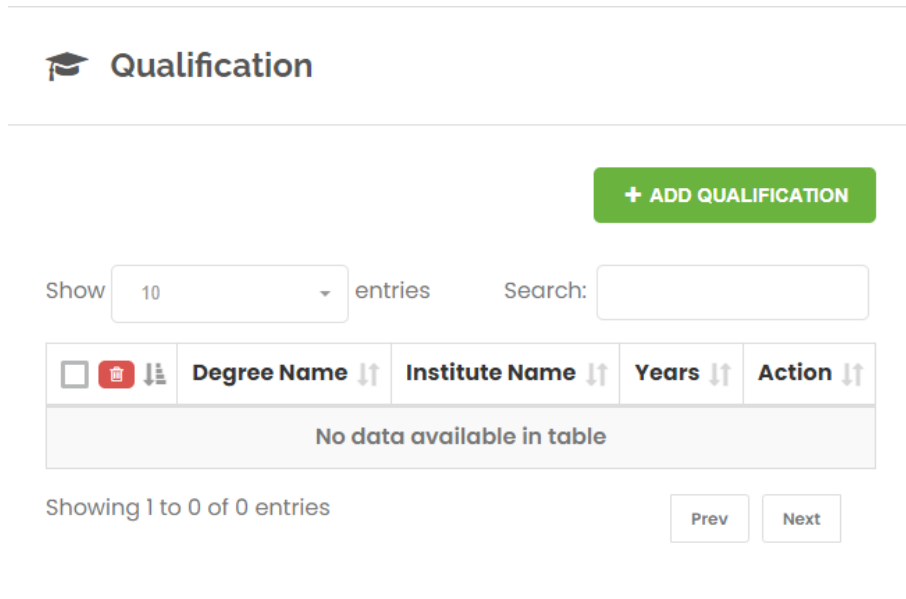 Qualification
+ ADD QUALIFICATION
Show 10 entries Search:
Degree Name Institute Name Years Action
No data available in table
Showing 1 to 0 of 0 entries
Prev Next